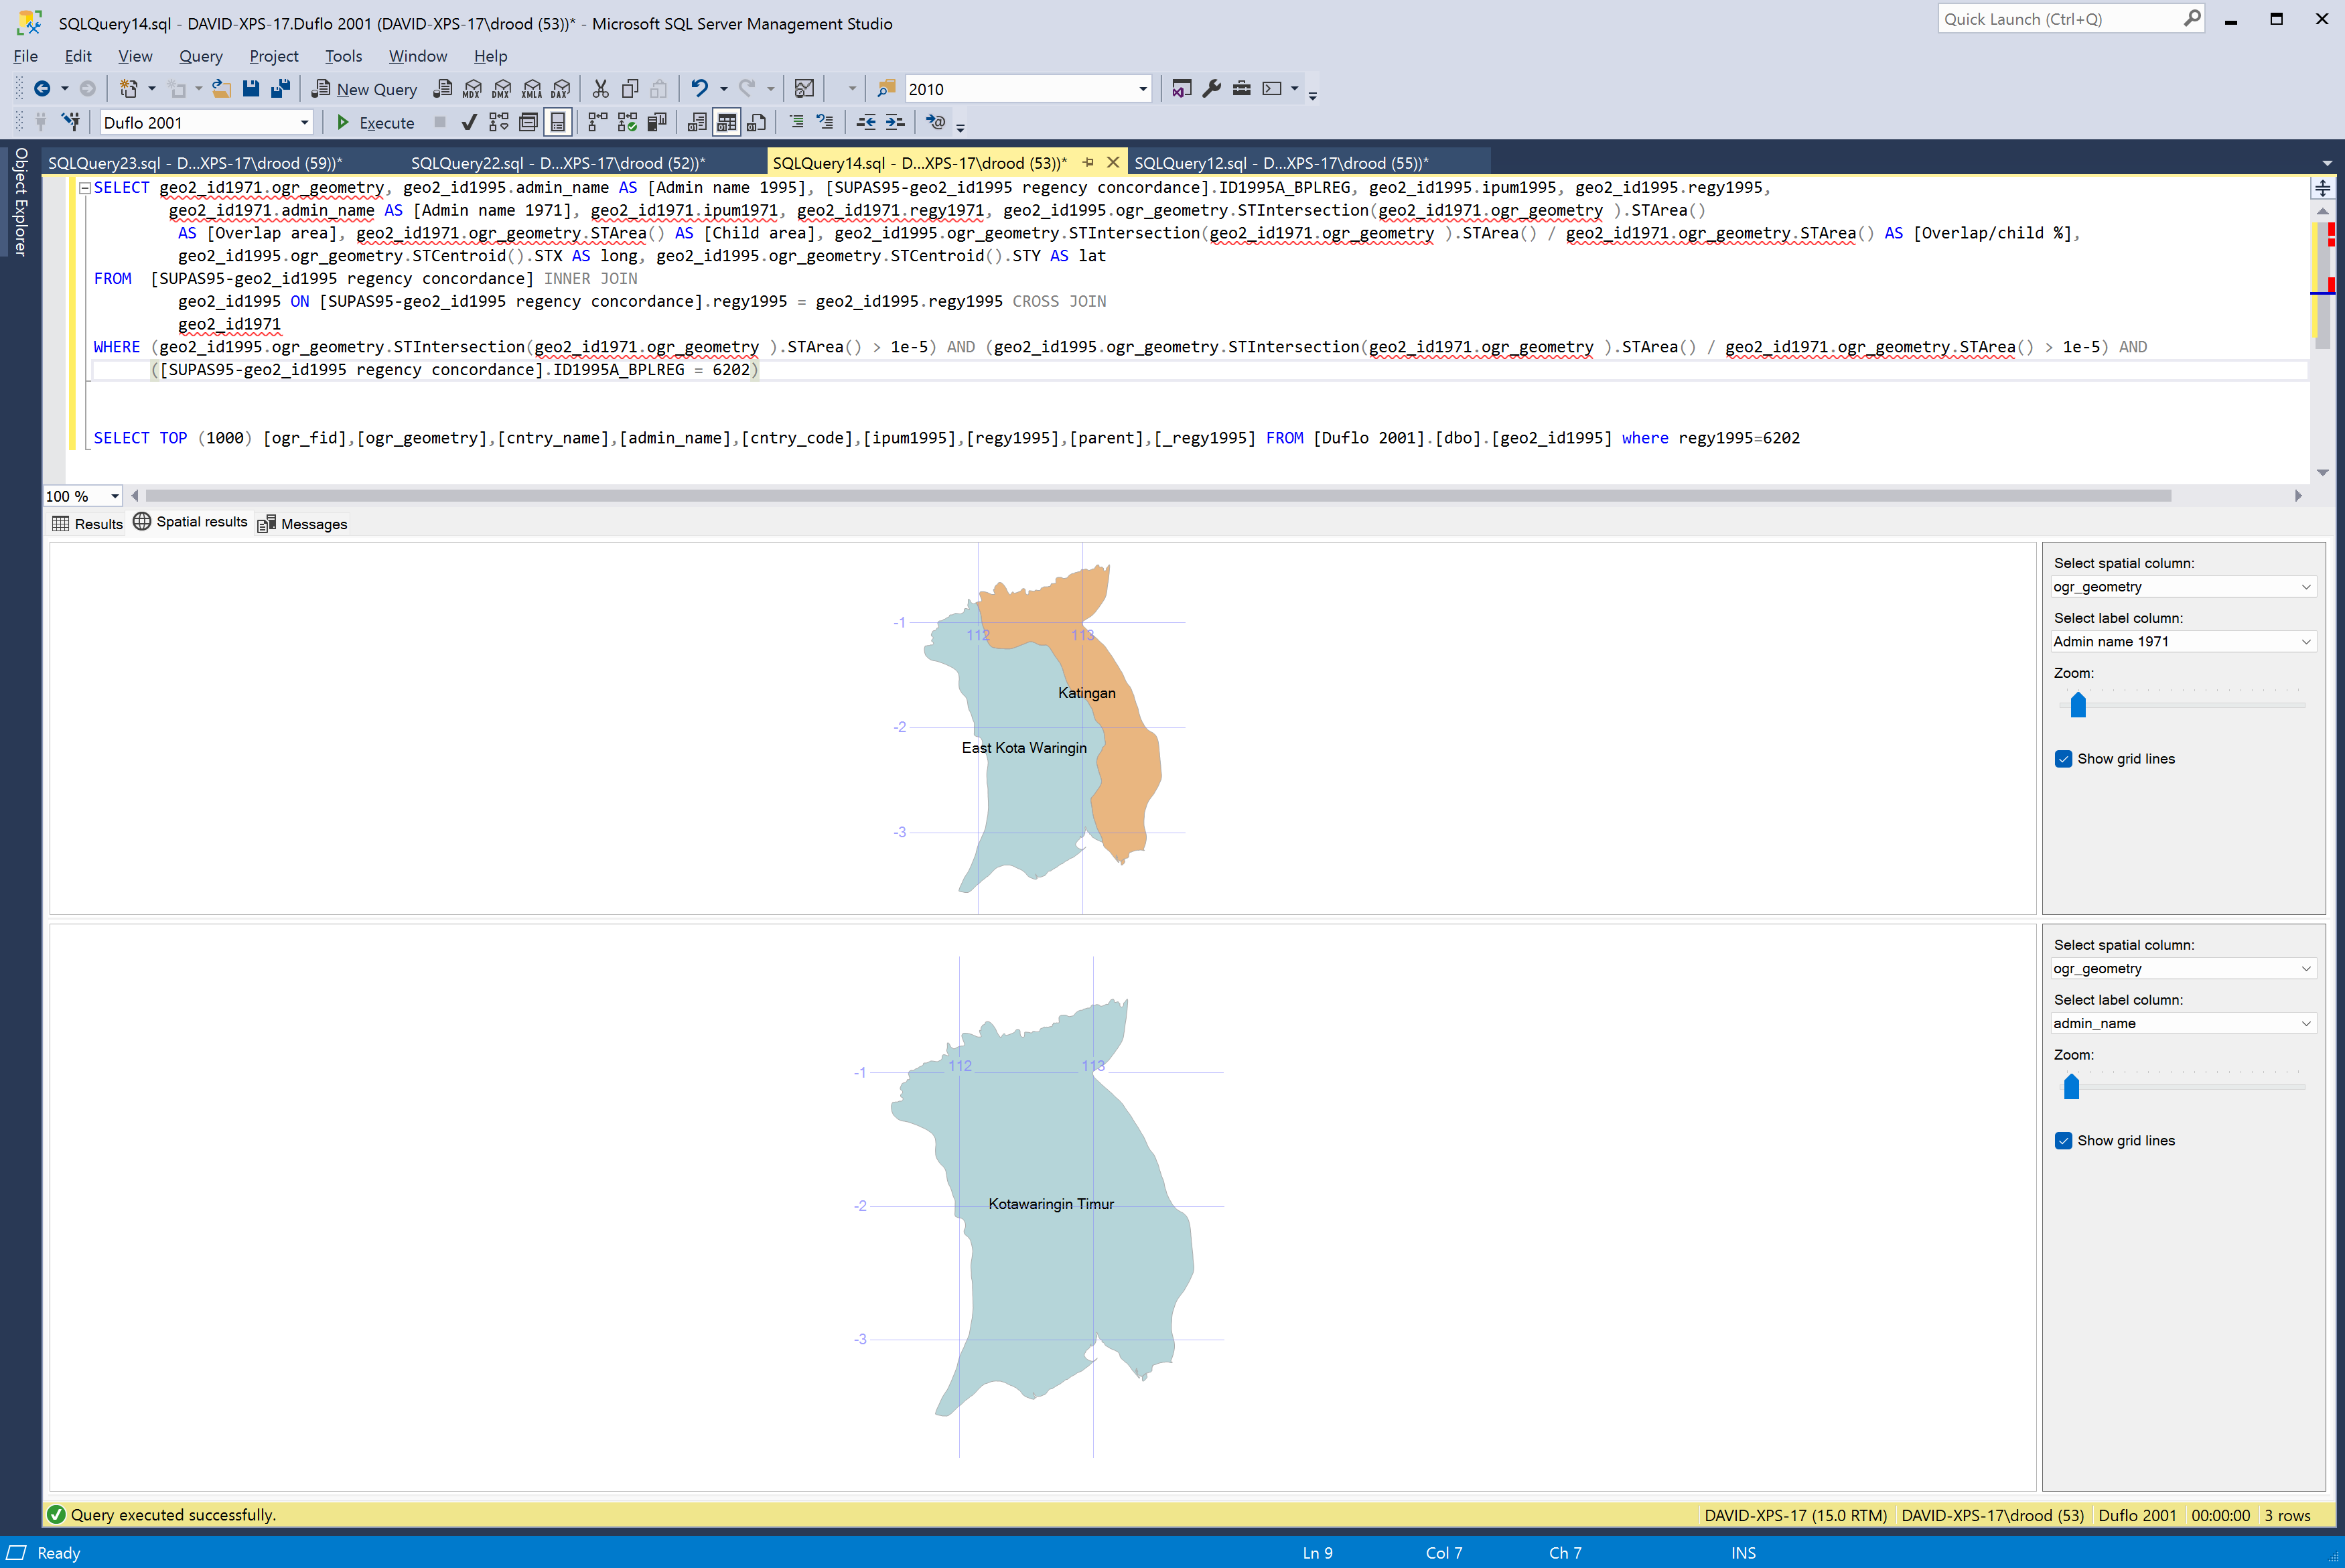 SQLQuery14.sql - DAVID-XPS-17.Duflo 2001 (DAVID-XPS-17\drood (53))* - Microsoft SQL Server Management Studio
Quick Launch (Ctrl+Q)
File Edit View Query Project Tools Window Help
New Query
MDX DMX XMLA DAX
2010
Duflo 2001
Execute
Object Explorer
SQLQuery23.sql - D...XPS-17\drood (59))*
SQLQuery22.sql - D...XPS-17\drood (52))*
SQLQuery14.sql - D...XPS-17\drood (53))*
SQLQuery12.sql - D...XPS-17\drood (55))*
SELECT geo2_id1971.ogr_geometry, geo2_id1995.admin_name AS [Admin name 1995], [SUPAS95-geo2_id1995 regency concordance].ID1995A_BPLREG, geo2_id1995.ipum1995, geo2_id1995.regy1995,
geo2_id1971.admin_name AS [Admin name 1971], geo2_id1971.ipum1971, geo2_id1971.regy1971, geo2_id1995.ogr_geometry.STIntersection(geo2_id1971.ogr_geometry ).STArea()
AS [Overlap area], geo2_id1971.ogr_geometry.STArea() AS [Child area], geo2_id1995.ogr_geometry.STIntersection(geo2_id1971.ogr_geometry ).STArea() / geo2_id1971.ogr_geometry.STArea() AS [Overlap/child %],
geo2_id1995.ogr_geometry.STCentroid().STX AS long, geo2_id1995.ogr_geometry.STCentroid().STY AS lat
FROM [SUPAS95-geo2_id1995 regency concordance] INNER JOIN
geo2_id1995 ON [SUPAS95-geo2_id1995 regency concordance].regy1995 = geo2_id1995.regy1995 CROSS JOIN
geo2_id1971
WHERE (geo2_id1995.ogr_geometry.STIntersection(geo2_id1971.ogr_geometry ).STArea() > 1e-5) AND (geo2_id1995.ogr_geometry.STIntersection(geo2_id1971.ogr_geometry ).STArea() / geo2_id1971.ogr_geometry.STArea() > 1e-5) AND
([SUPAS95-geo2_id1995 regency concordance].ID1995A_BPLREG = 6202)
SELECT TOP (1000) [ogr_fid],[ogr_geometry],[cntry_name],[admin_name],[cntry_code],[ipum1995],[regy1995],[parent],[_regy1995] FROM [Duflo 2001].[dbo].[geo2_id1995] where regy1995=6202
100 %
Results Spatial results Messages
-1
112 113
Katingan
-2
East Kota Waringin
-3
Select spatial column:
ogr_geometry
Select label column:
Admin name 1971
Zoom:
Show grid lines
112 113
-1
Kotawaringin Timur
-2
-3
Select spatial column:
ogr_geometry
Select label column:
admin_name
Zoom:
Show grid lines
Query executed successfully.
DAVID-XPS-17 (15.0 RTM) DAVID-XPS-17\drood (53) Duflo 2001 00:00:00 3 rows
Ready
Ln 9 Col 7 Ch 7 INS